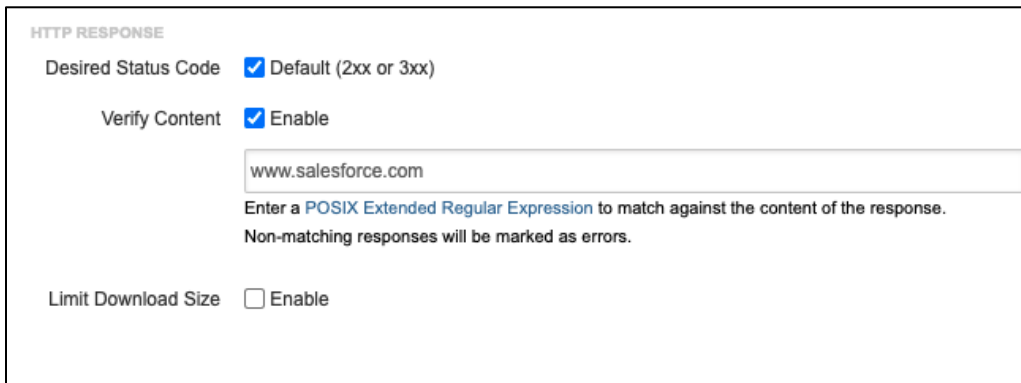 HTTP RESPONSE
Desired Status Code Default (2xx or 3xx)
Verify Content Enable
www.salesforce.com
Enter a POSIX Extended Regular Expression to match against the content of the response.
Non-matching responses will be marked as errors.
Limit Download Size Enable